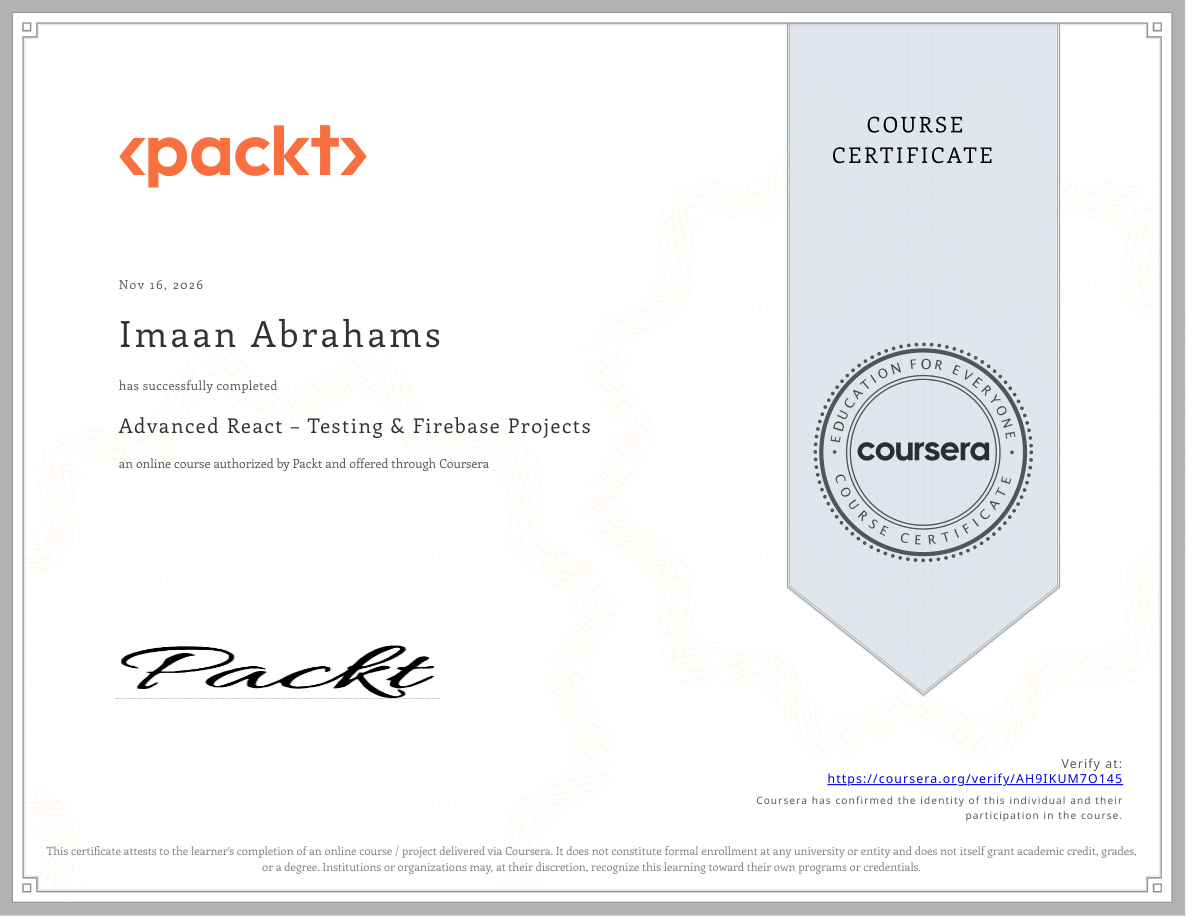 <packt>
COURSE
CERTIFICATE
Nov 16, 2026
Imaan Abrahams
has successfully completed
Advanced React – Testing & Firebase Projects
an online course authorized by Packt and offered through Coursera
EDUCATION FOR EVERYONE
coursera
COURSE CERTIFICATE
Packt
Verify at:
https://coursera.org/verify/AH9IKUM7O145
Coursera has confirmed the identity of this individual and their
participation in the course.
This certificate attests to the learner's completion of an online course / project delivered via Coursera. It does not constitute formal enrollment at any university or entity and does not itself grant academic credit, grades,
or a degree. Institutions or organizations may, at their discretion, recognize this learning toward their own programs or credentials.